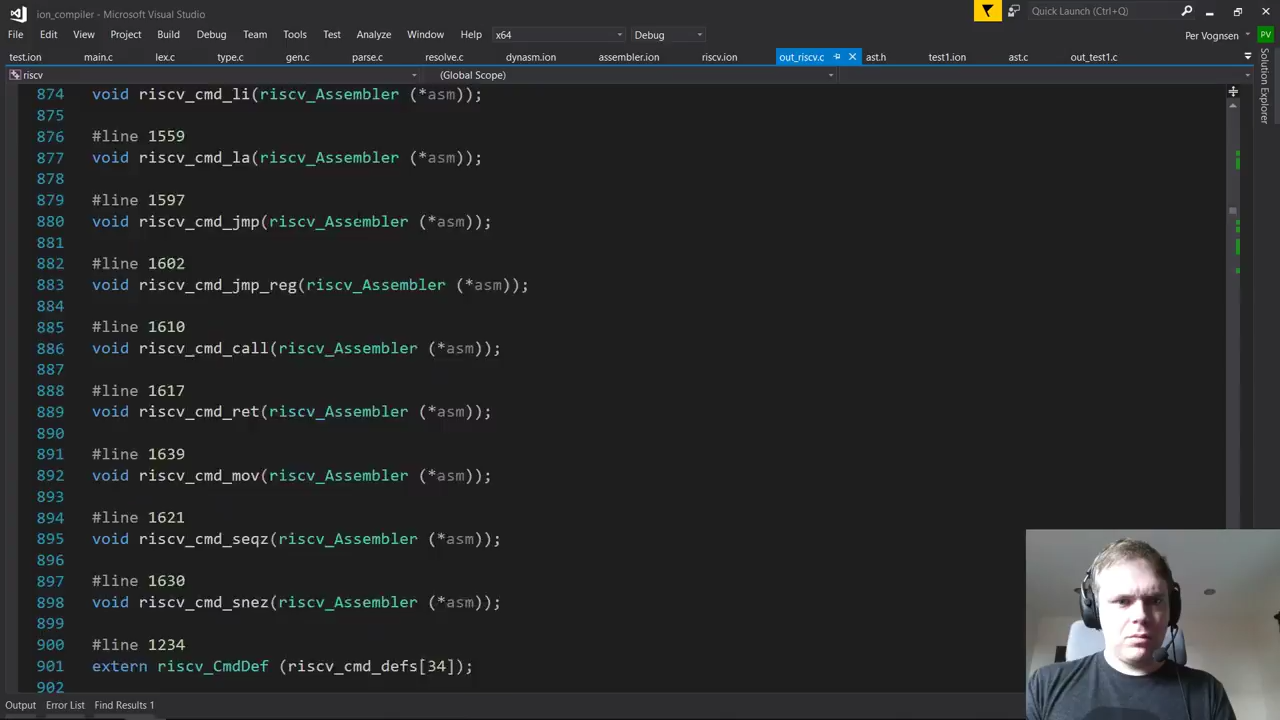 ion_compiler - Microsoft Visual Studio
Quick Launch (Ctrl+Q)
File Edit View Project Build Debug Team Tools Test Analyze Window Help x64 Debug
Per Vognsen PV
test.ion main.c lex.c type.c gen.c parse.c resolve.c dynasm.ion assembler.ion riscv.ion out_riscv.c ast.h test1.ion ast.c out_test1.c
riscv (Global Scope)
Solution Explorer
874 void riscv_cmd_li(riscv_Assembler (*asm));
875
876 #line 1559
877 void riscv_cmd_la(riscv_Assembler (*asm));
878
879 #line 1597
880 void riscv_cmd_jmp(riscv_Assembler (*asm));
881
882 #line 1602
883 void riscv_cmd_jmp_reg(riscv_Assembler (*asm));
884
885 #line 1610
886 void riscv_cmd_call(riscv_Assembler (*asm));
887
888 #line 1617
889 void riscv_cmd_ret(riscv_Assembler (*asm));
890
891 #line 1639
892 void riscv_cmd_mov(riscv_Assembler (*asm));
893
894 #line 1621
895 void riscv_cmd_seqz(riscv_Assembler (*asm));
896
897 #line 1630
898 void riscv_cmd_snez(riscv_Assembler (*asm));
899
900 #line 1234
901 extern riscv_CmdDef (riscv_cmd_defs[34]);
902
Output Error List Find Results 1